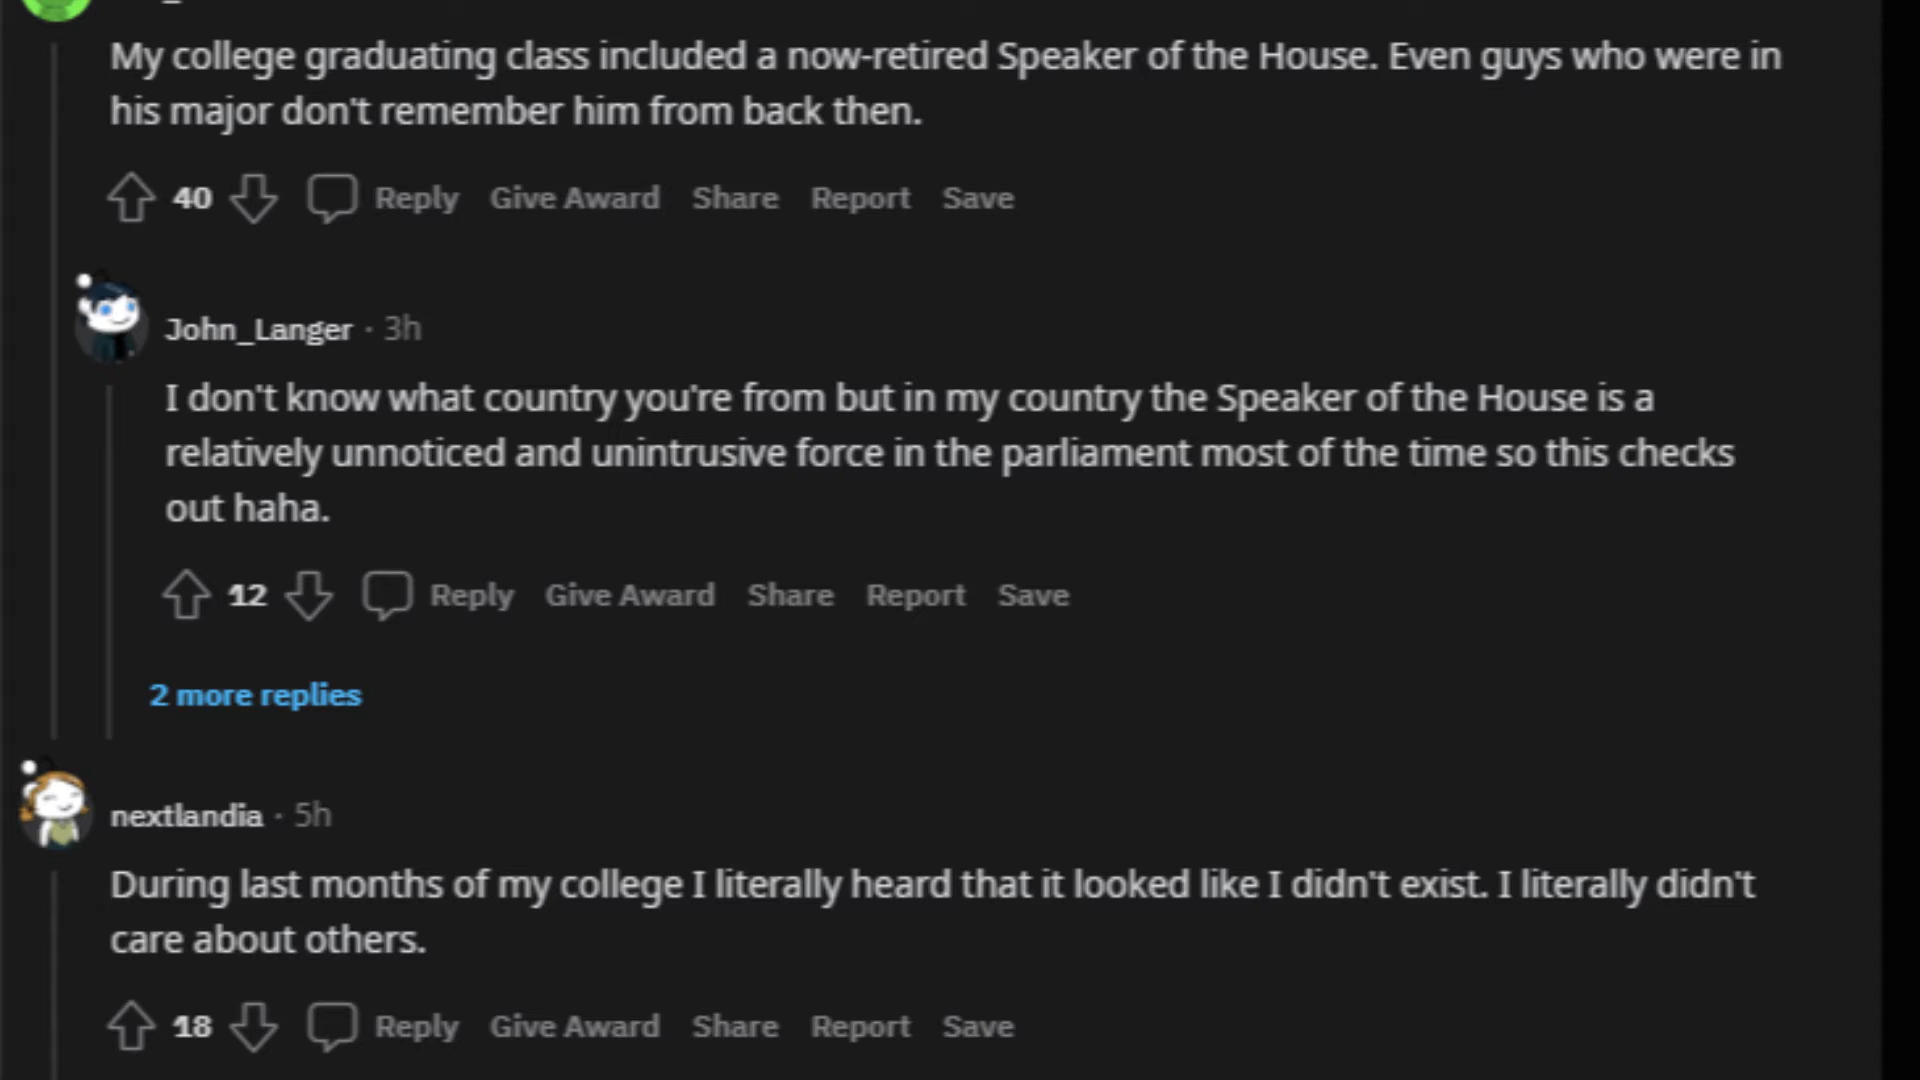 My college graduating class included a now-retired Speaker of the House. Even guys who were in
his major don't remember him from back then.
40 Reply Give Award Share Report Save
John_Langer · 3h
I don't know what country you're from but in my country the Speaker of the House is a
relatively unnoticed and unintrusive force in the parliament most of the time so this checks
out haha.
12 Reply Give Award Share Report Save
2 more replies
nextlandia · 5h
During last months of my college I literally heard that it looked like I didn't exist. I literally didn't
care about others.
18 Reply Give Award Share Report Save